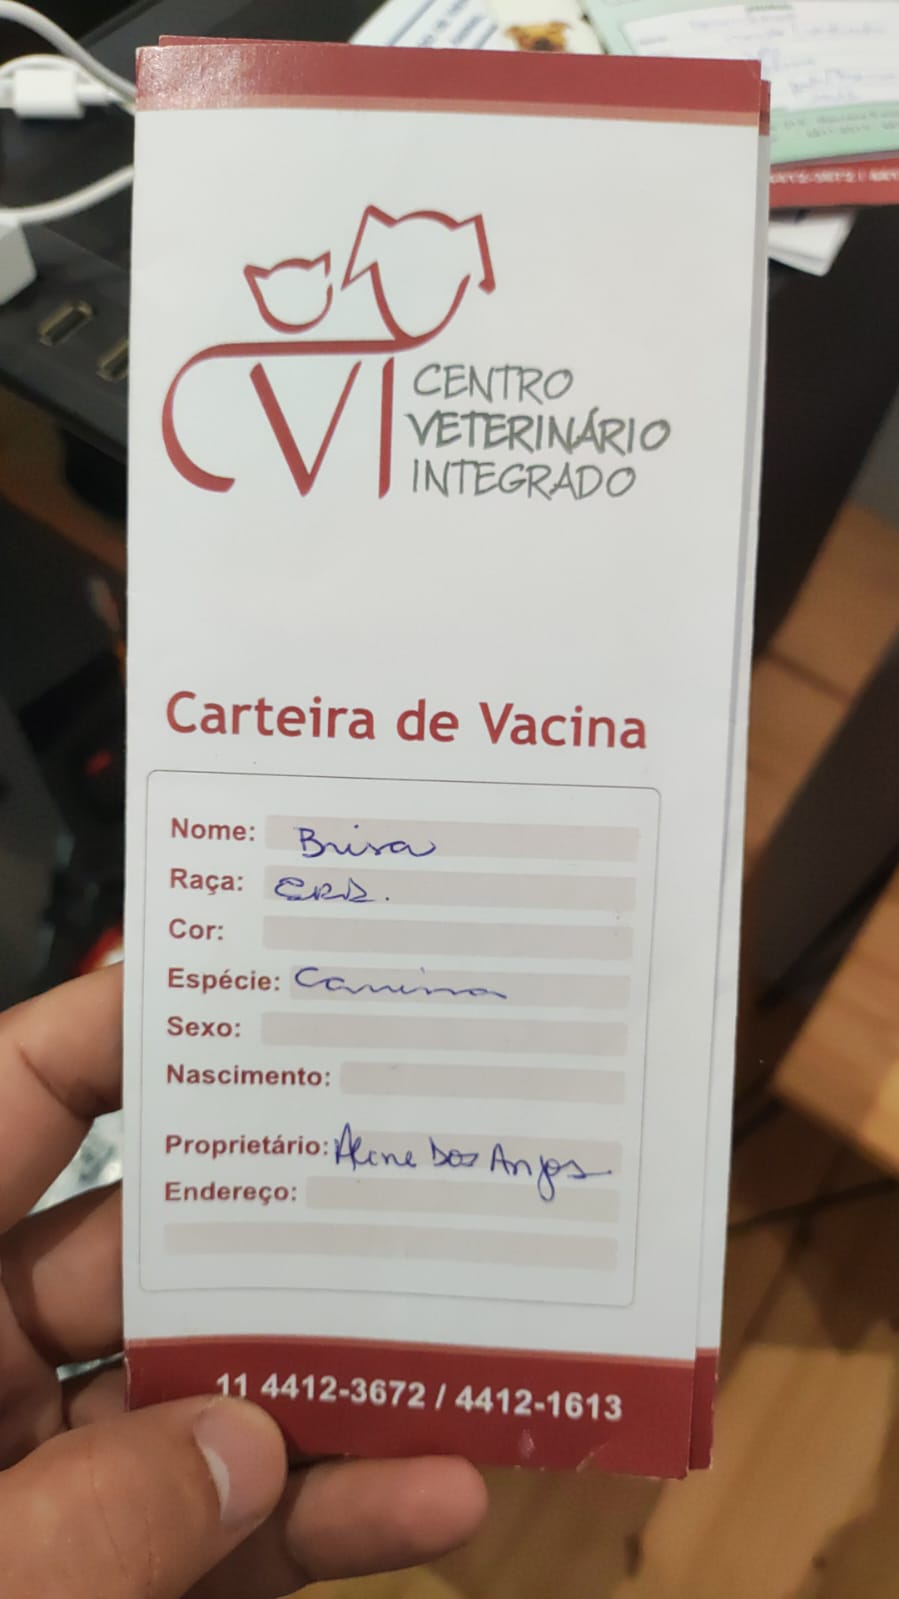 CVI
CENTRO
VETERINÁRIO
INTEGRADO
Carteira de Vacina
Nome: Brisa
Raça: SRD.
Cor:
Espécie: Canina
Sexo:
Nascimento:
Proprietário: Aline Dos Anjos
Endereço:
11 4412-3672 / 4412-1613